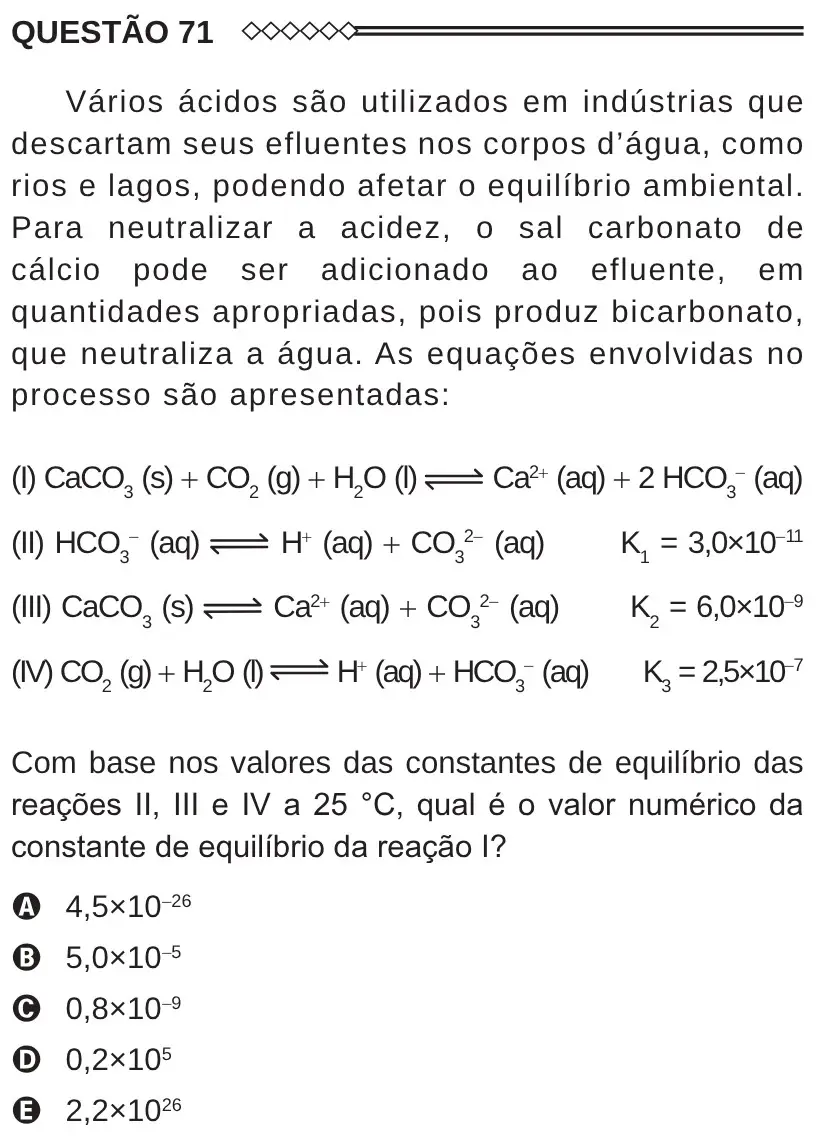 QUESTÃO 71
Vários ácidos são utilizados em indústrias que
descartam seus efluentes nos corpos d’água, como
rios e lagos, podendo afetar o equilíbrio ambiental.
Para neutralizar a acidez, o sal carbonato de
cálcio pode ser adicionado ao efluente, em
quantidades apropriadas, pois produz bicarbonato,
que neutraliza a água. As equações envolvidas no
processo são apresentadas:
(I) CaCO₃ (s) + CO₂ (g) + H₂O (l) ⇌ Ca²⁺ (aq) + 2 HCO₃⁻ (aq)
(II) HCO₃⁻ (aq) ⇌ H⁺ (aq) + CO₃²⁻ (aq) K₁ = 3,0×10⁻¹¹
(III) CaCO₃ (s) ⇌ Ca²⁺ (aq) + CO₃²⁻ (aq) K₂ = 6,0×10⁻⁹
(IV) CO₂ (g) + H₂O (l) ⇌ H⁺ (aq) + HCO₃⁻ (aq) K₃ = 2,5×10⁻⁷
Com base nos valores das constantes de equilíbrio das
reações II, III e IV a 25 °C, qual é o valor numérico da
constante de equilíbrio da reação I?
A 4,5×10⁻²⁶
B 5,0×10⁻⁵
C 0,8×10⁻⁹
D 0,2×10⁵
E 2,2×10²⁶